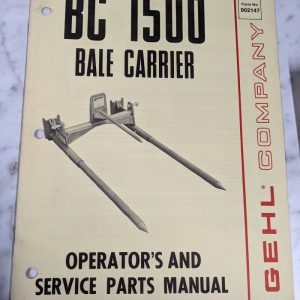 Form No.
902147
BC 1500
BALE CARRIER
GEHL® COMPANY
OPERATOR'S AND
SERVICE PARTS MANUAL